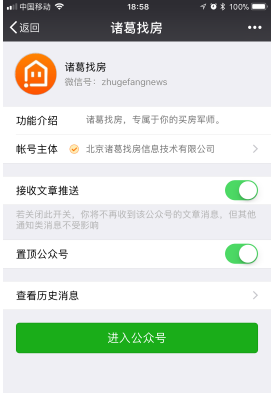 中国移动 18:58 100%
返回 诸葛找房
诸葛找房
微信号：zhugefangnews
功能介绍 诸葛找房，专属于你的买房军师。
帐号主体 北京诸葛找房信息技术有限公司
接收文章推送
若关闭此开关，你将不再收到该公众号的文章消息，但其他
通知类消息不受影响
置顶公众号
查看历史消息
进入公众号